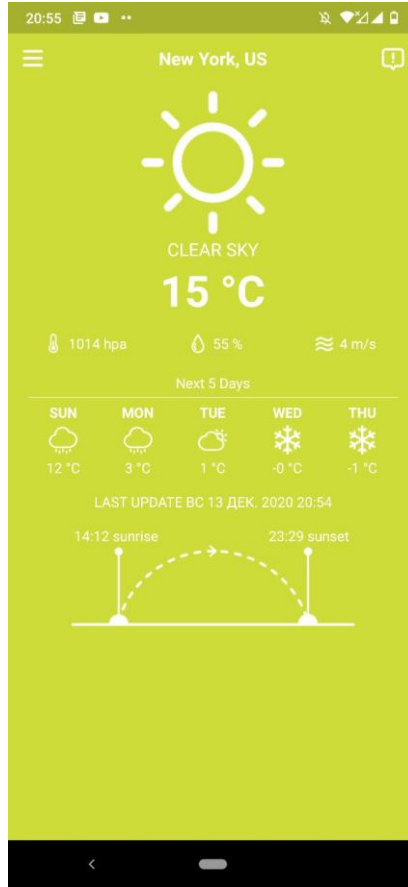 20:55
New York, US
CLEAR SKY
15 °C
1014 hpa 55 % 4 m/s
Next 5 Days
SUN MON TUE WED THU
12 °C 3 °C 1 °C -0 °C -1 °C
LAST UPDATE ВС 13 ДЕК. 2020 20:54
14:12 sunrise 23:29 sunset